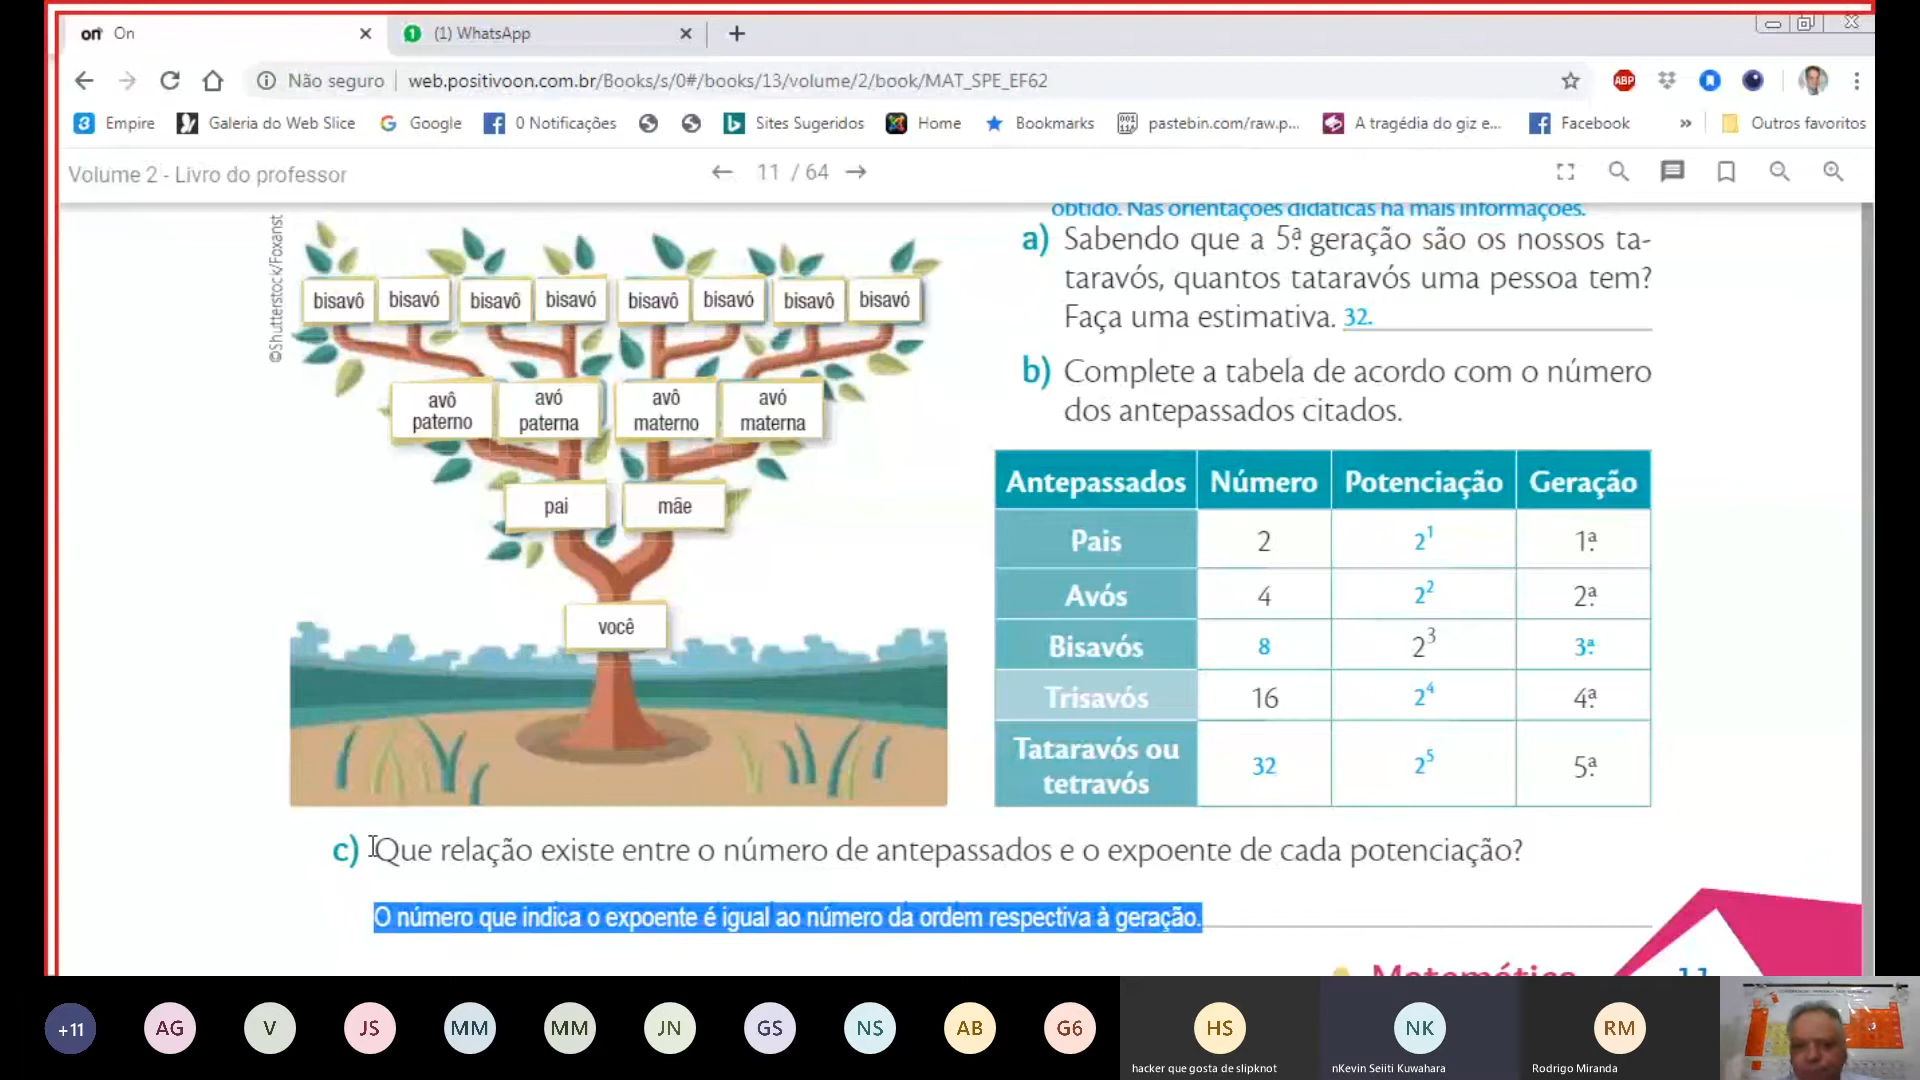 on On
1 (1) WhatsApp
Não seguro
web.positivoon.com.br/Books/s/0#/books/13/volume/2/book/MAT_SPE_EF62
ABP
Empire
Galeria do Web Slice
Google
0 Notificações
Sites Sugeridos
Home
Bookmarks
pastebin.com/raw.p...
A tragédia do giz e...
Facebook
»
Outros favoritos
Volume 2 - Livro do professor
11 / 64
©Shutterstock/Foxanst
bisavô bisavó bisavô bisavó bisavô bisavó bisavô bisavó
avô paterno
avó paterna
avô materno
avó materna
pai mãe
você
obtido. Nas orientações didáticas há mais informações.
a) Sabendo que a 5ª geração são os nossos ta-
taravós, quantos tataravós uma pessoa tem?
Faça uma estimativa. 32.
b) Complete a tabela de acordo com o número
dos antepassados citados.
Antepassados Número Potenciação Geração
Pais 2 2¹ 1ª
Avós 4 2² 2ª
Bisavós 8 2³ 3ª
Trisavós 16 2⁴ 4ª
Tataravós ou tetravós 32 2⁵ 5ª
c) Que relação existe entre o número de antepassados e o expoente de cada potenciação?
O número que indica o expoente é igual ao número da ordem respectiva à geração.
Matemática 11
+11 AG V JS MM MM JN GS NS AB G6 HS NK RM
hacker que gosta de slipknot
nKevin Seiiti Kuwahara
Rodrigo Miranda